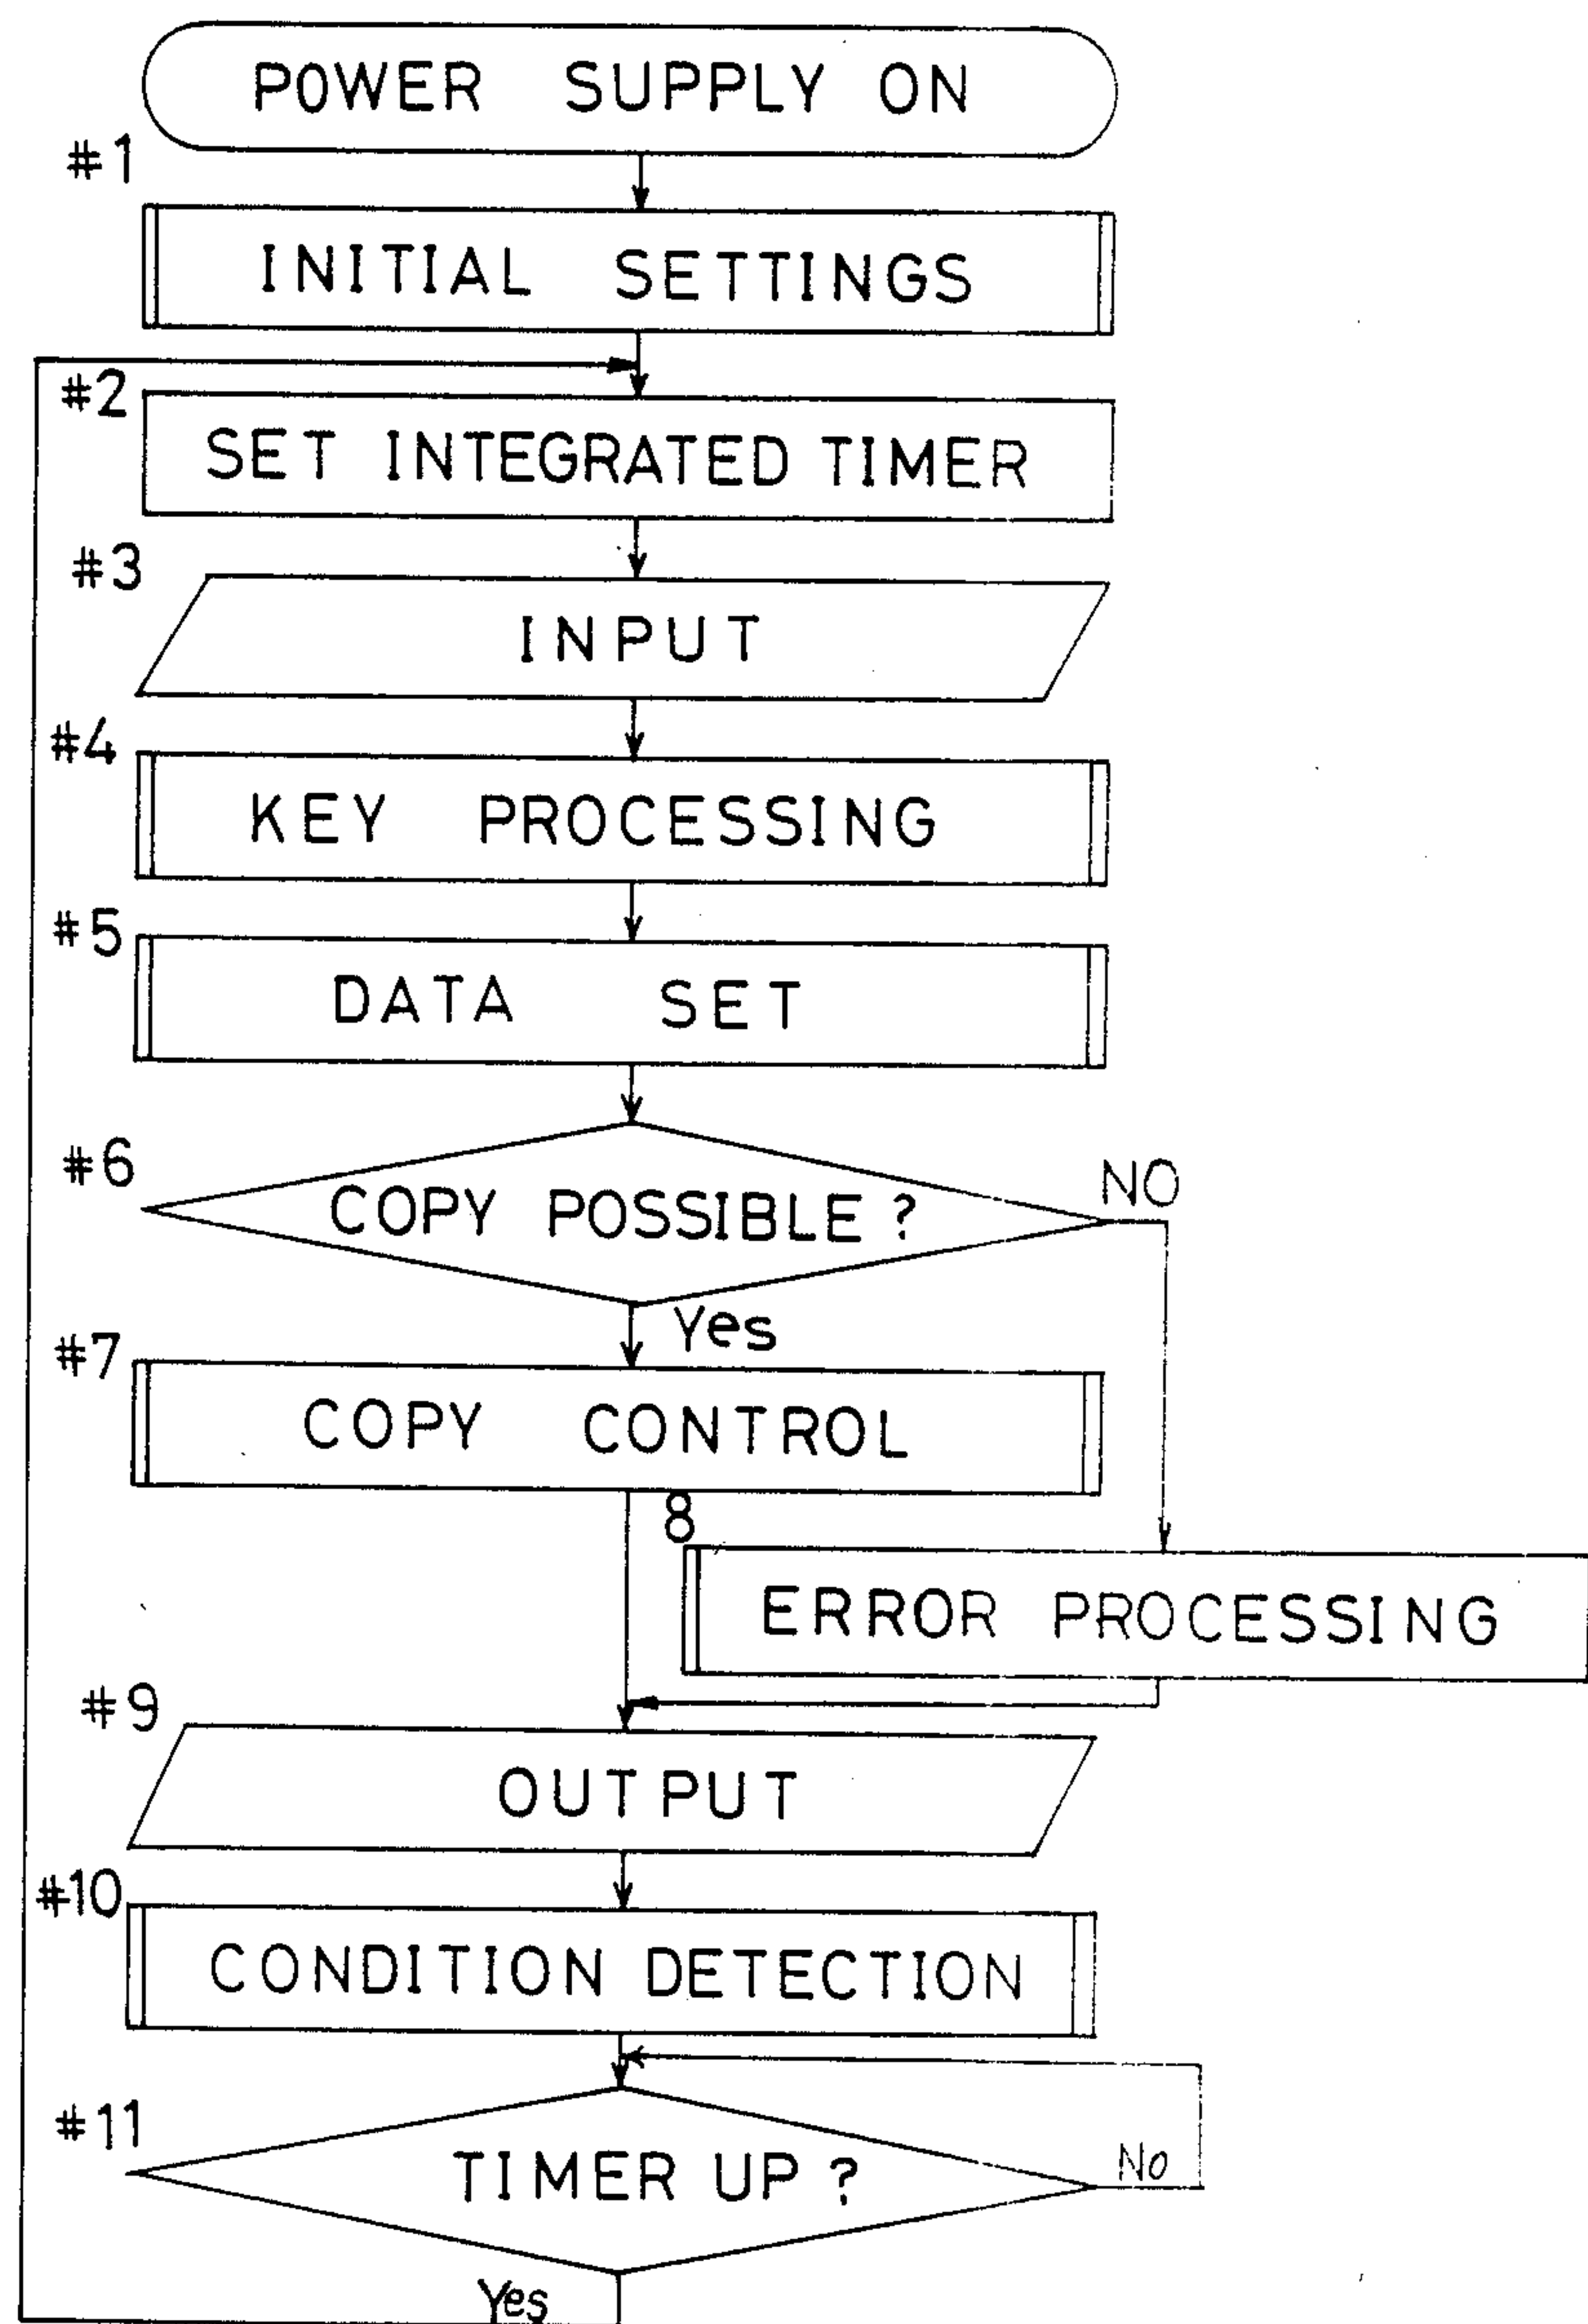 POWER SUPPLY ON
#1
INITIAL SETTINGS
#2
SET INTEGRATED TIMER
#3
INPUT
#4
KEY PROCESSING
#5
DATA SET
#6
COPY POSSIBLE ?
NO
Yes
#7
COPY CONTROL
8
ERROR PROCESSING
#9
OUTPUT
#10
CONDITION DETECTION
#11
TIMER UP ?
No
Yes